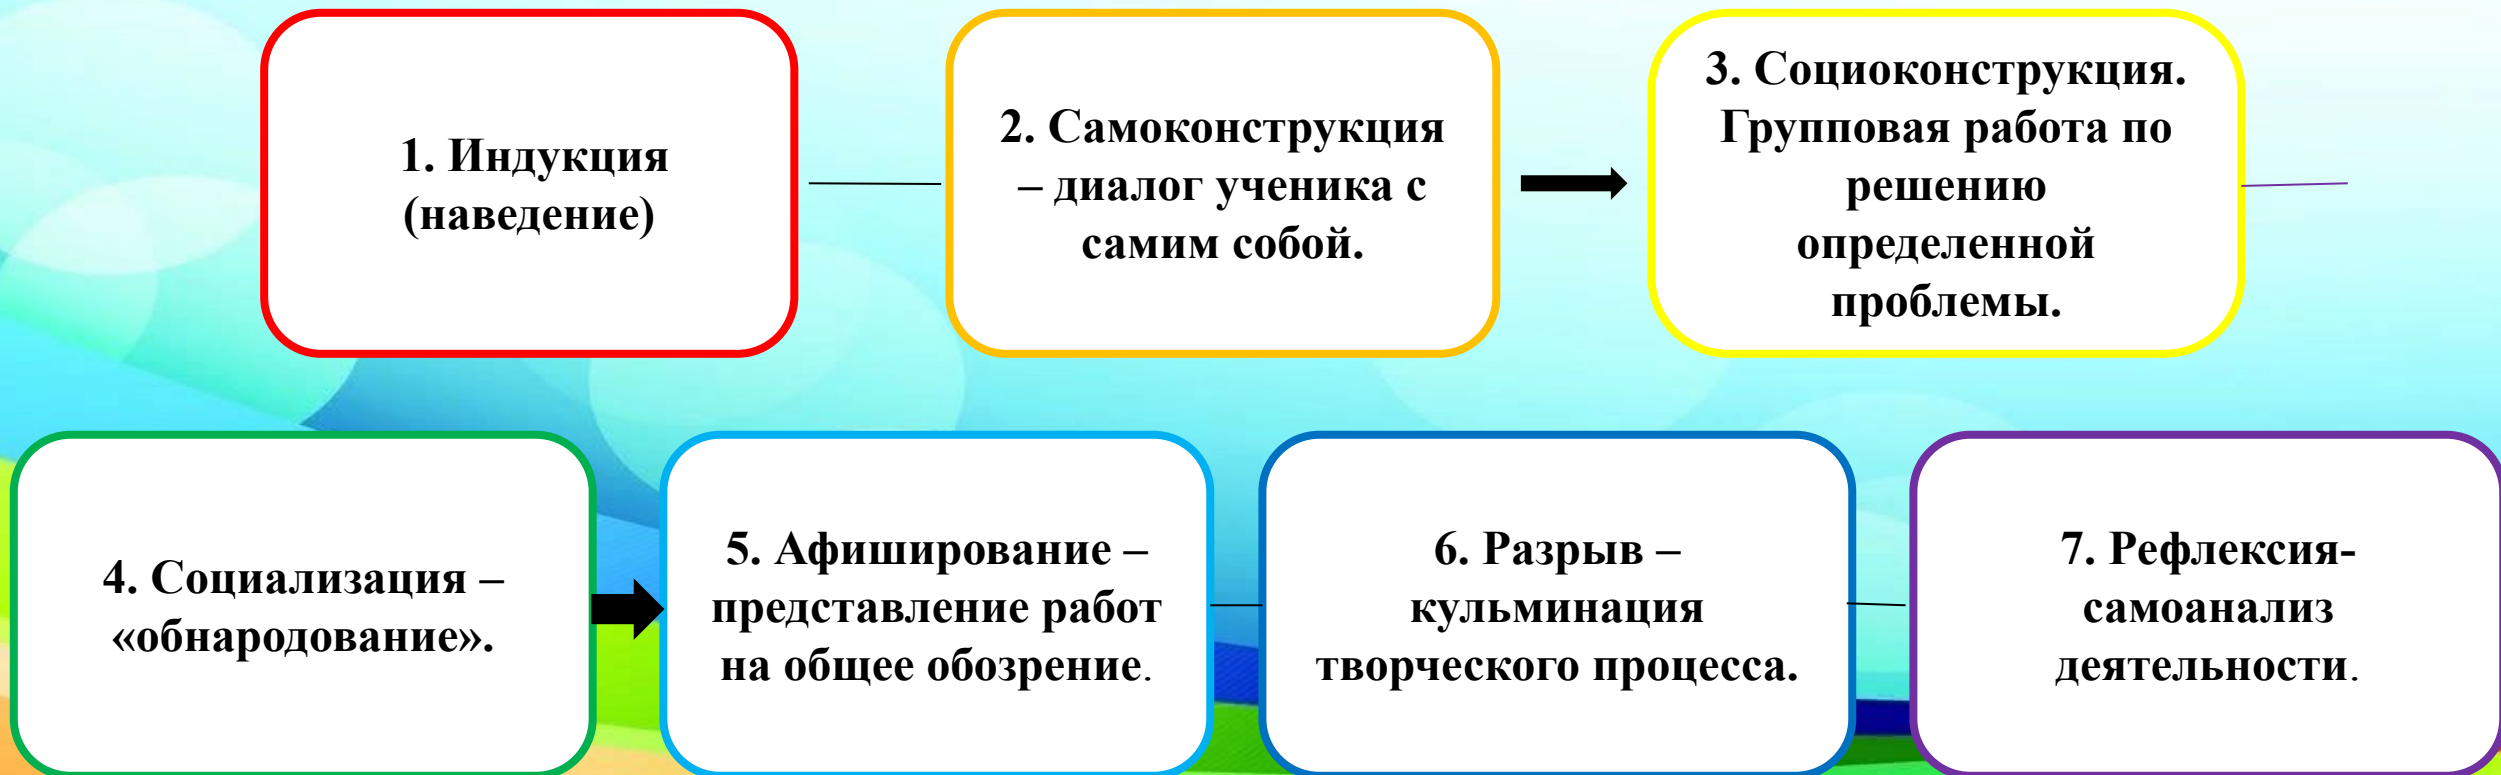 1. Индукция
(наведение)
2. Самоконструкция
– диалог ученика с
самим собой.
3. Социоконструкция.
Групповая работа по
решению
определенной
проблемы.
4. Социализация –
«обнародование».
5. Афиширование –
представление работ
на общее обозрение.
6. Разрыв –
кульминация
творческого процесса.
7. Рефлексия-
самоанализ
деятельности.